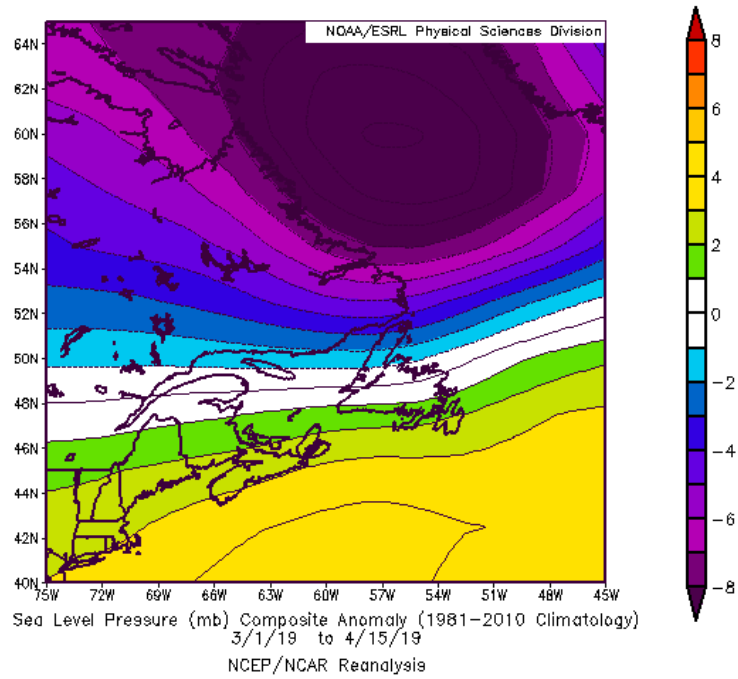 NOAA/ESRL Physical Sciences Division
64N
62N
60N
58N
56N
54N
52N
50N
48N
46N
44N
42N
40N
75W 72W 69W 66W 63W 60W 57W 54W 51W 48W 45W
8
6
4
2
0
−2
−4
−6
−8
Sea Level Pressure (mb) Composite Anomaly (1981−2010 Climatology)
3/1/19 to 4/15/19
NCEP/NCAR Reanalysis